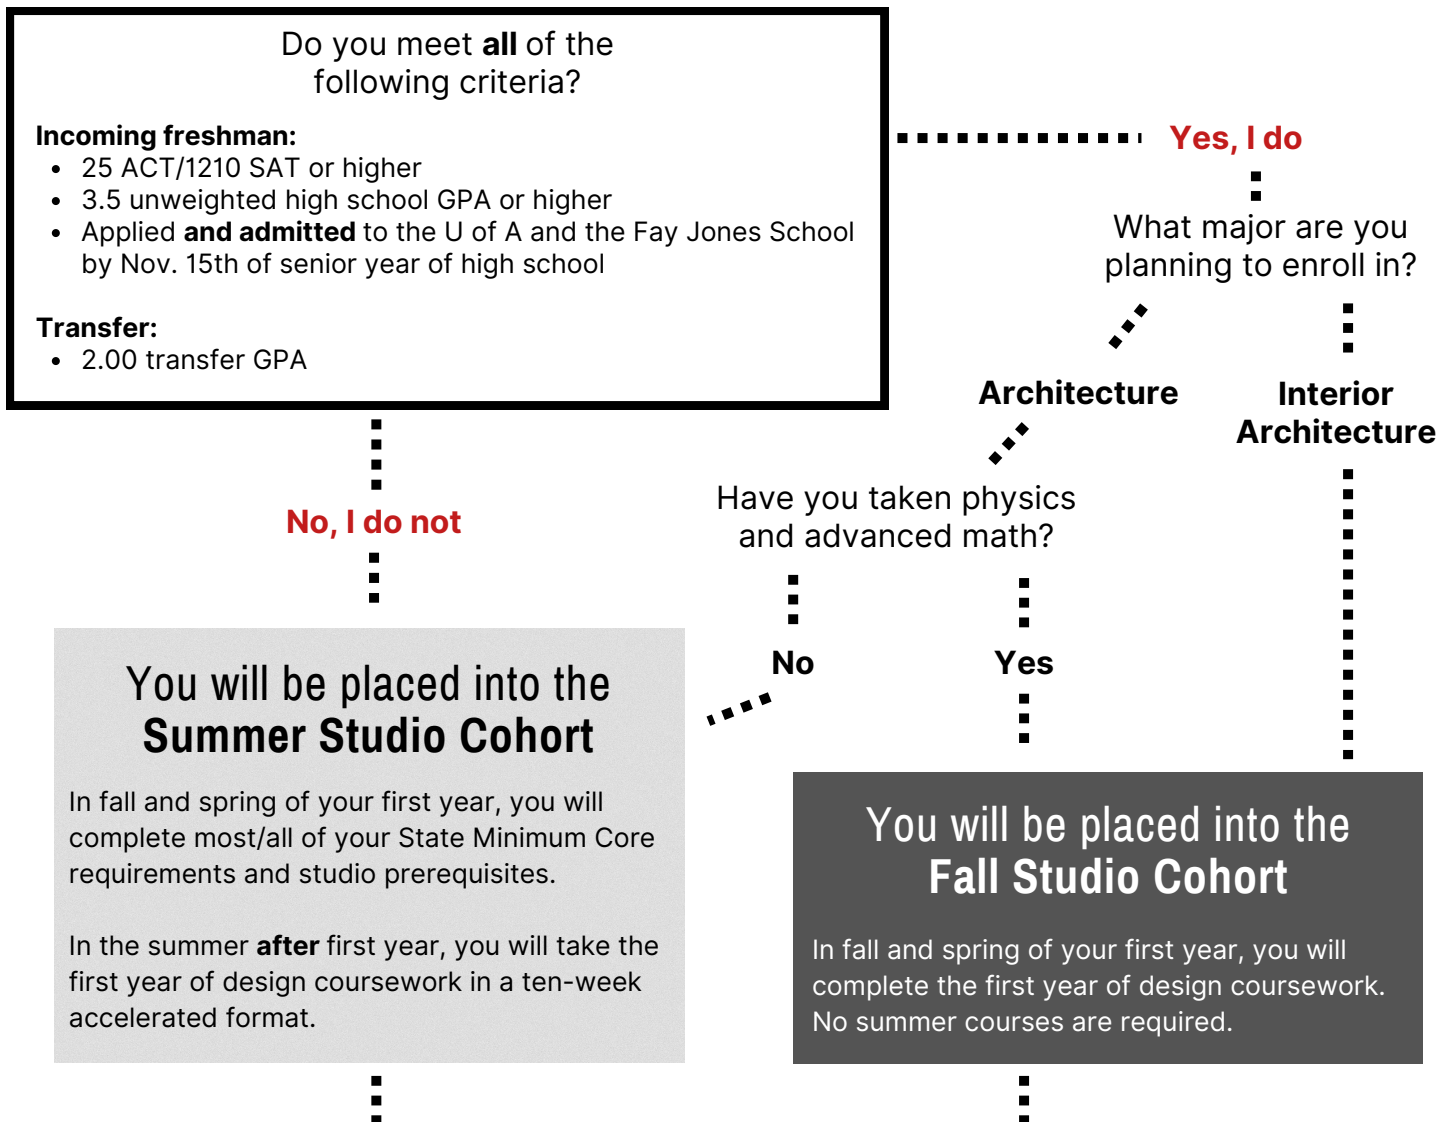 Do you meet all of the
following criteria?
Incoming freshman:
• 25 ACT/1210 SAT or higher
• 3.5 unweighted high school GPA or higher
• Applied and admitted to the U of A and the Fay Jones School
by Nov. 15th of senior year of high school
Transfer:
• 2.00 transfer GPA
Yes, I do
What major are you
planning to enroll in?
Architecture
Interior
Architecture
Have you taken physics
and advanced math?
No
Yes
No, I do not
You will be placed into the
Summer Studio Cohort
In fall and spring of your first year, you will
complete most/all of your State Minimum Core
requirements and studio prerequisites.
In the summer after first year, you will take the
first year of design coursework in a ten-week
accelerated format.
You will be placed into the
Fall Studio Cohort
In fall and spring of your first year, you will
complete the first year of design coursework.
No summer courses are required.